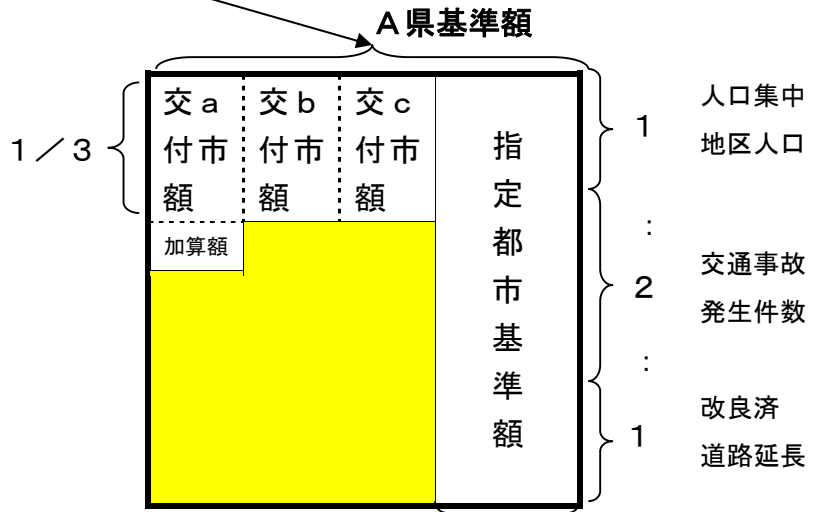 A県基準額
1/3
交a
付市
額
交b
付市
額
交c
付市
額
加算額
指定都市基準額
1
:
2
:
1
人口集中
地区人口
交通事故
発生件数
改良済
道路延長